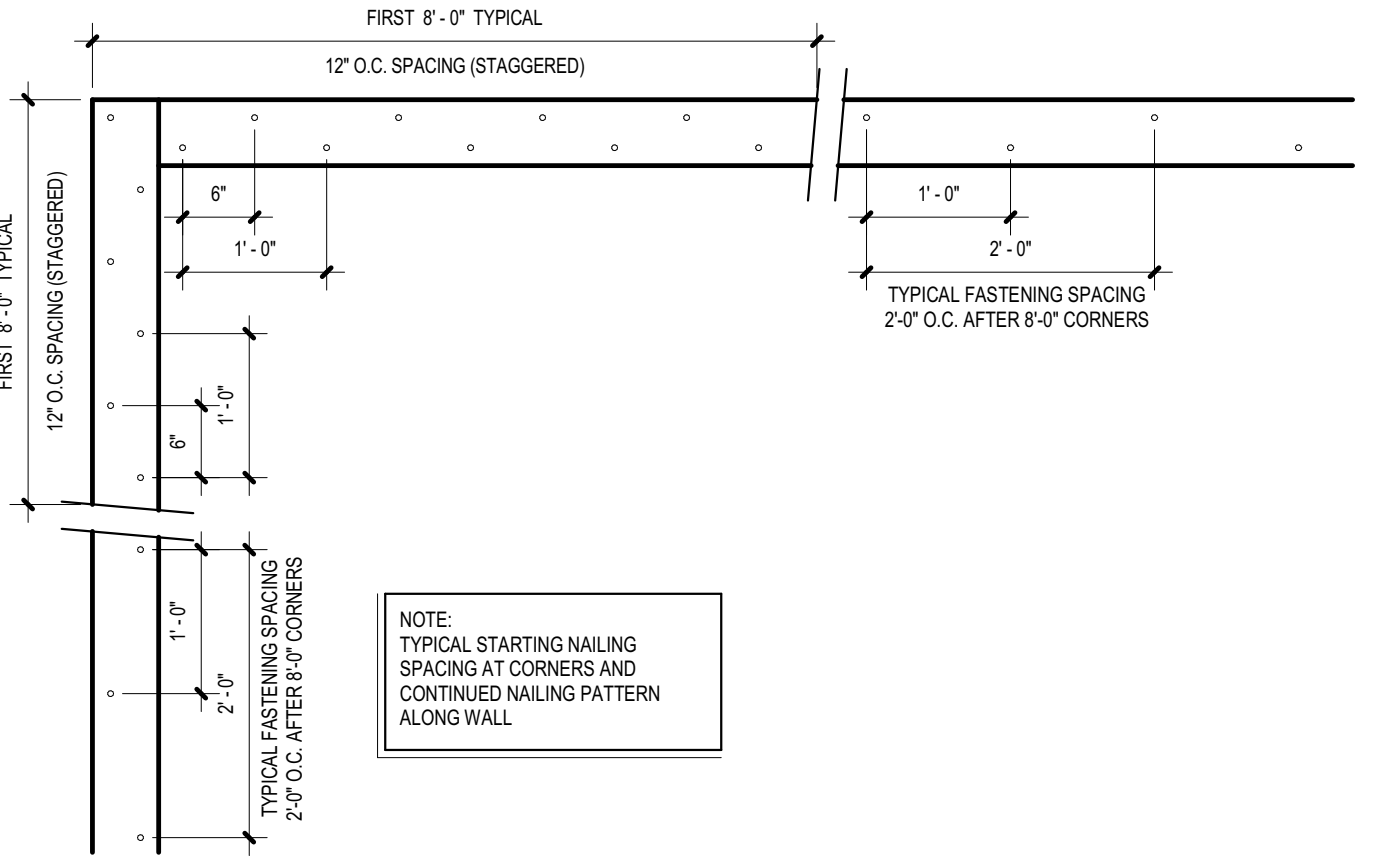 FIRST 8' - 0" TYPICAL
12" O.C. SPACING (STAGGERED)
FIRST 8' - 0" TYPICAL
12" O.C. SPACING (STAGGERED)
6"
1' - 0"
1' - 0"
2' - 0"
TYPICAL FASTENING SPACING
2'-0" O.C. AFTER 8'-0" CORNERS
1' - 0"
6"
1' - 0"
2' - 0"
TYPICAL FASTENING SPACING
2'-0" O.C. AFTER 8'-0" CORNERS
NOTE:
TYPICAL STARTING NAILING
SPACING AT CORNERS AND
CONTINUED NAILING PATTERN
ALONG WALL